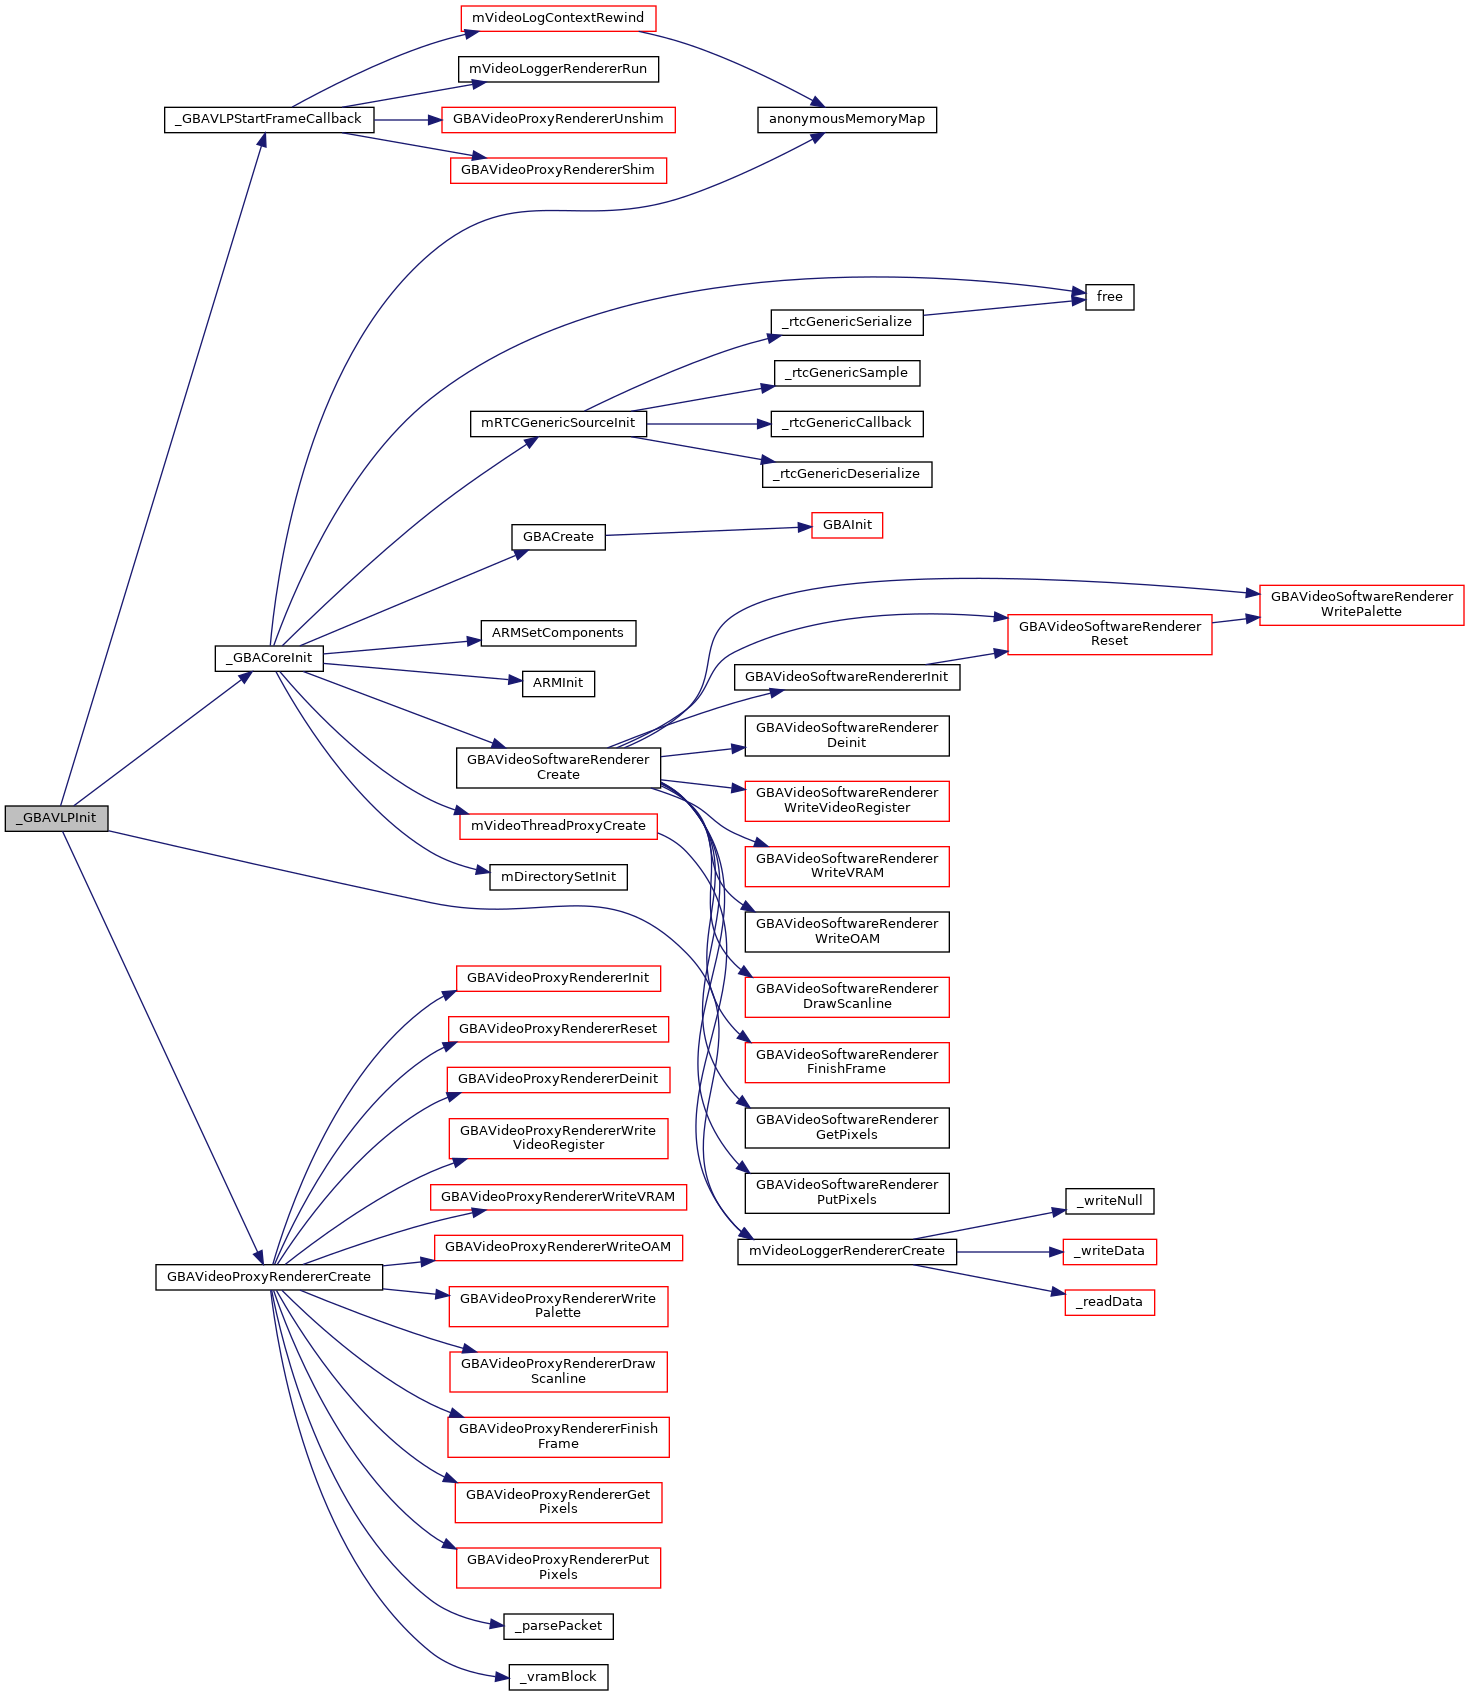 mVideoLogContextRewind
mVideoLoggerRendererRun
_GBAVLPStartFrameCallback
GBAVideoProxyRendererUnshim
anonymousMemoryMap
GBAVideoProxyRendererShim
free
_rtcGenericSerialize
_rtcGenericSample
mRTCGenericSourceInit
_rtcGenericCallback
_rtcGenericDeserialize
GBACreate
GBAInit
GBAVideoSoftwareRenderer
WritePalette
ARMSetComponents
GBAVideoSoftwareRenderer
Reset
_GBACoreInit
ARMInit
GBAVideoSoftwareRendererInit
GBAVideoSoftwareRenderer
Deinit
GBAVideoSoftwareRenderer
Create
GBAVideoSoftwareRenderer
WriteVideoRegister
_GBAVLPInit
mVideoThreadProxyCreate
GBAVideoSoftwareRenderer
WriteVRAM
mDirectorySetInit
GBAVideoSoftwareRenderer
WriteOAM
GBAVideoProxyRendererInit
GBAVideoSoftwareRenderer
DrawScanline
GBAVideoProxyRendererReset
GBAVideoSoftwareRenderer
FinishFrame
GBAVideoProxyRendererDeinit
GBAVideoSoftwareRenderer
GetPixels
GBAVideoProxyRendererWrite
VideoRegister
GBAVideoSoftwareRenderer
PutPixels
GBAVideoProxyRendererWriteVRAM
_writeNull
GBAVideoProxyRendererWriteOAM
mVideoLoggerRendererCreate
_writeData
GBAVideoProxyRendererCreate
GBAVideoProxyRendererWrite
Palette
_readData
GBAVideoProxyRendererDraw
Scanline
GBAVideoProxyRendererFinish
Frame
GBAVideoProxyRendererGet
Pixels
GBAVideoProxyRendererPut
Pixels
_parsePacket
_vramBlock